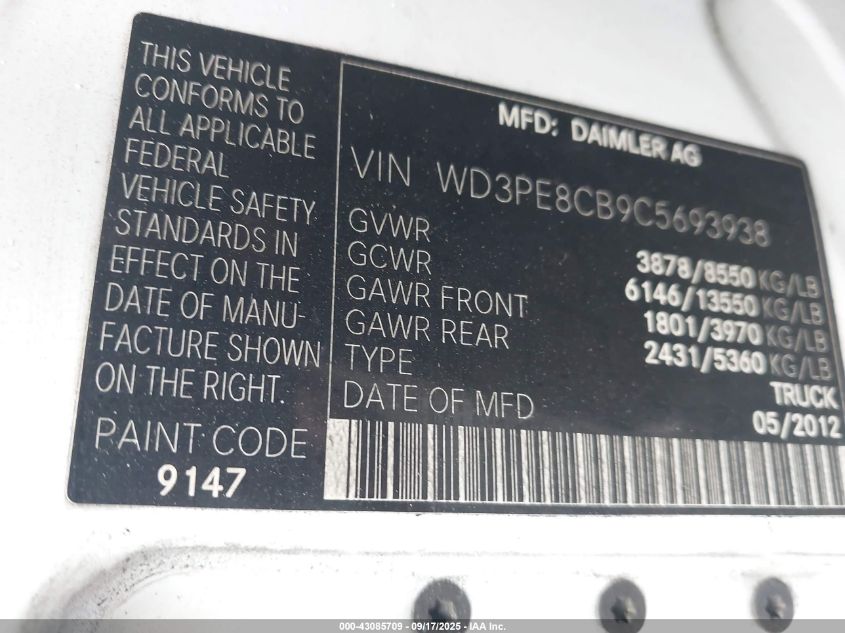 THIS VEHICLE
CONFORMS TO
ALL APPLICABLE
FEDERAL
VEHICLE SAFETY
STANDARDS IN
EFFECT ON THE
DATE OF MANU-
FACTURE SHOWN
ON THE RIGHT.
PAINT CODE
9147
MFD: DAIMLER AG
VIN WD3PE8CB9C5693938
GVWR 3878/8550 KG/LB
GCWR 6146/13550 KG/LB
GAWR FRONT 1801/3970 KG/LB
GAWR REAR 2431/5360 KG/LB
TYPE TRUCK
DATE OF MFD 05/2012
000-43085709 - 09/17/2025 - IAA Inc.